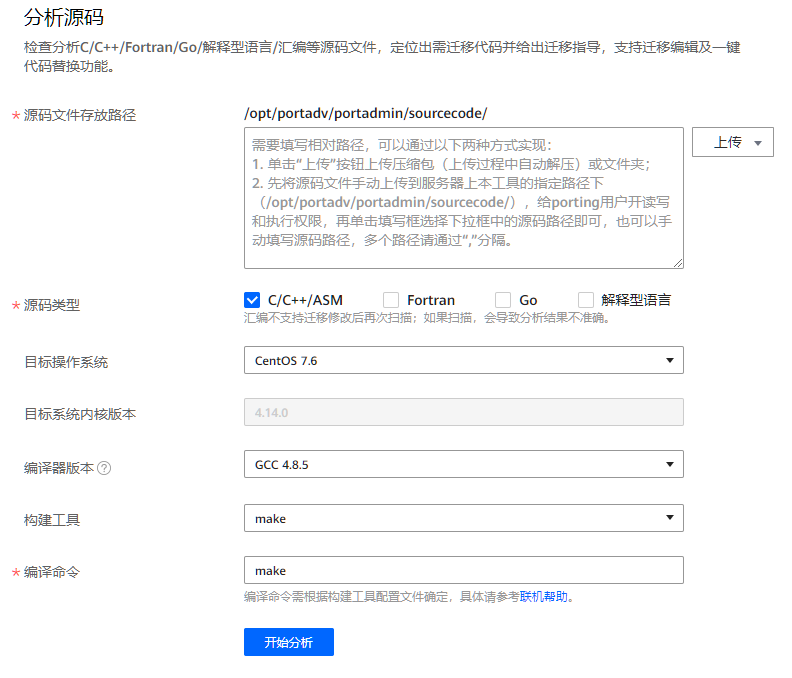 分析源码
检查分析C/C++/Fortran/Go/解释型语言/汇编等源码文件，定位出需迁移代码并给出迁移指导，支持迁移编辑及一键
代码替换功能。
* 源码文件存放路径
/opt/portadv/portadmin/sourcecode/
需要填写相对路径，可以通过以下两种方式实现：
1. 单击“上传”按钮上传压缩包（上传过程中自动解压）或文件夹；
2. 先将源码文件手动上传到服务器上本工具的指定路径下
（/opt/portadv/portadmin/sourcecode/），给porting用户开读写
和执行权限，再单击填写框选择下拉框中的源码路径即可，也可以手
动填写源码路径，多个路径请通过“,”分隔。
上传
* 源码类型
C/C++/ASM Fortran Go 解释型语言
汇编不支持迁移修改后再次扫描；如果扫描，会导致分析结果不准确。
目标操作系统
CentOS 7.6
目标系统内核版本
4.14.0
编译器版本 ?
GCC 4.8.5
构建工具
make
* 编译命令
make
编译命令需根据构建工具配置文件确定，具体请参考联机帮助。
开始分析